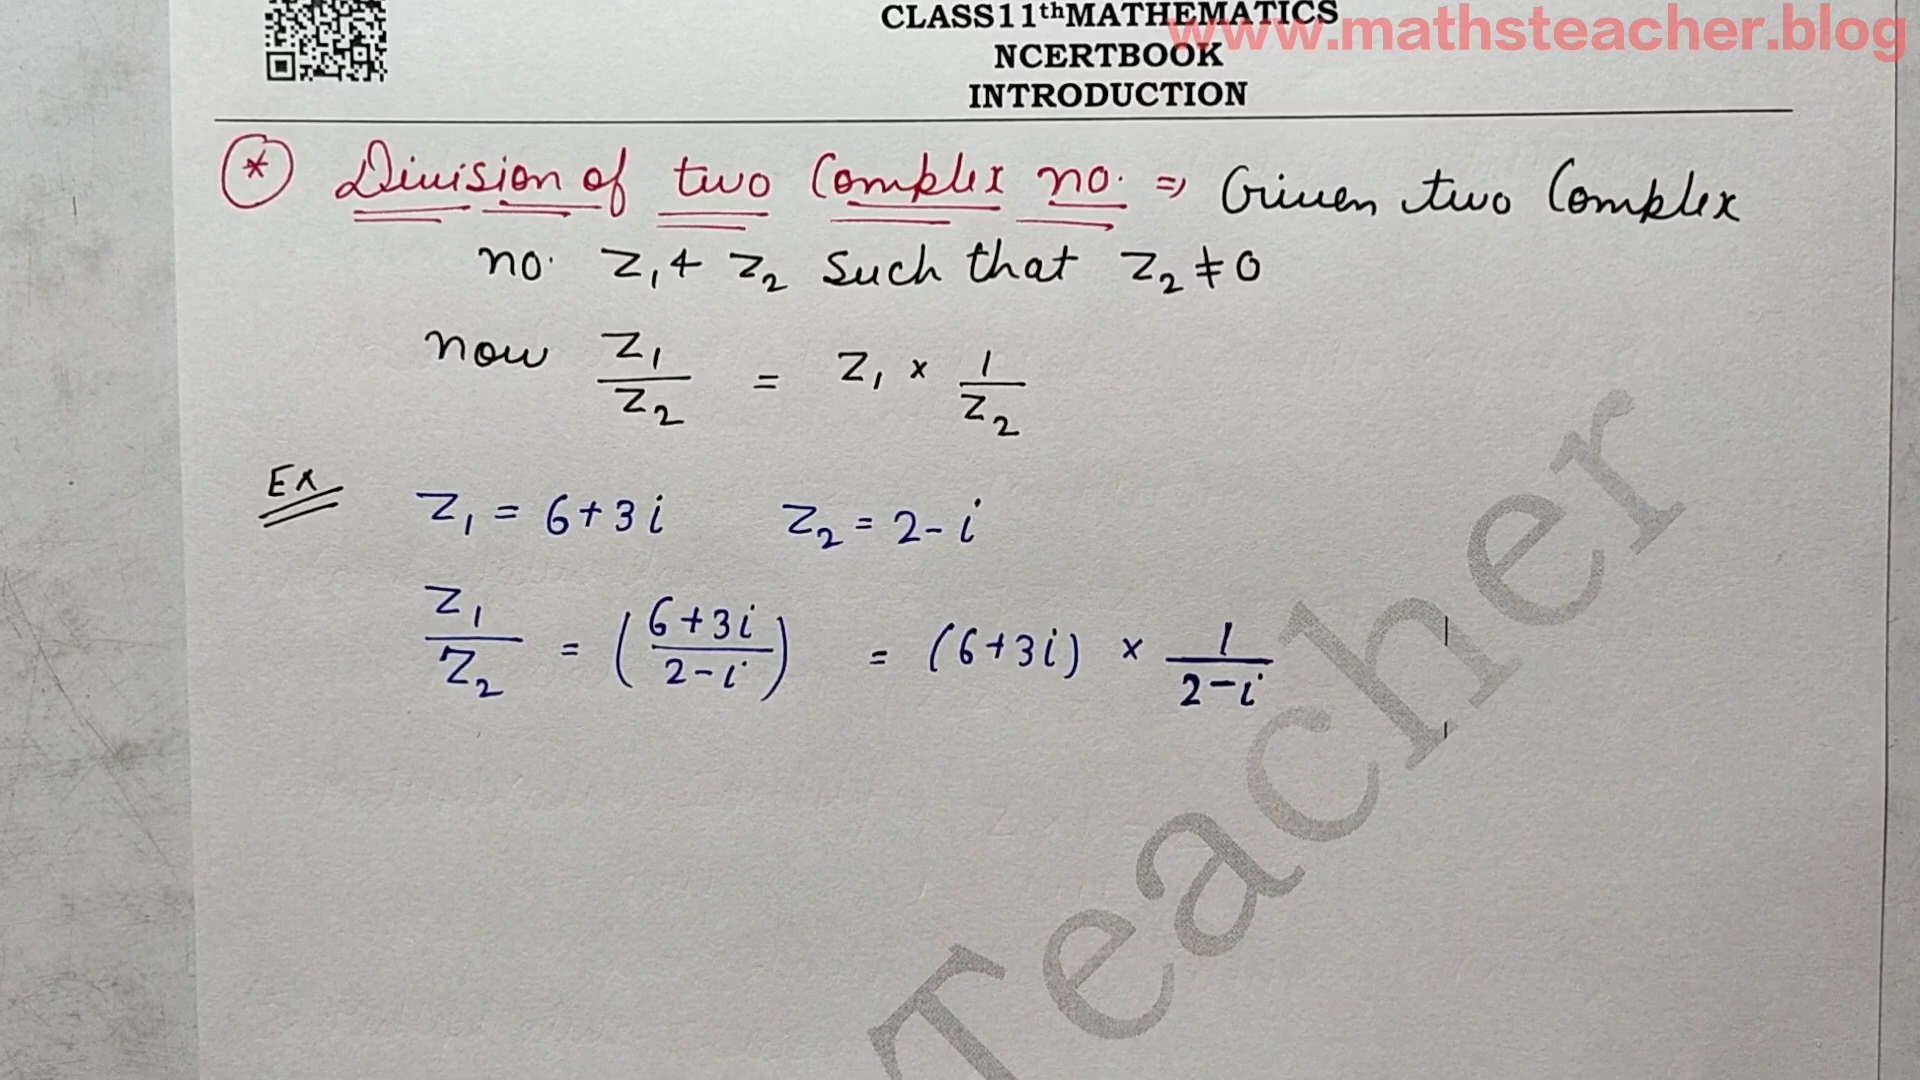 CLASS11thMATHEMATICS
www.mathsteacher.blog
NCERTBOOK
INTRODUCTION
* Division of two Complex no. => Given two Complex
no. Z₁ & Z₂ such that Z₂ ≠ 0
now Z₁/Z₂ = Z₁ × 1/Z₂
Ex Z₁ = 6+3i Z₂ = 2-i
Z₁/Z₂ = (6+3i/2-i) = (6+3i) × 1/2-i
Teacher